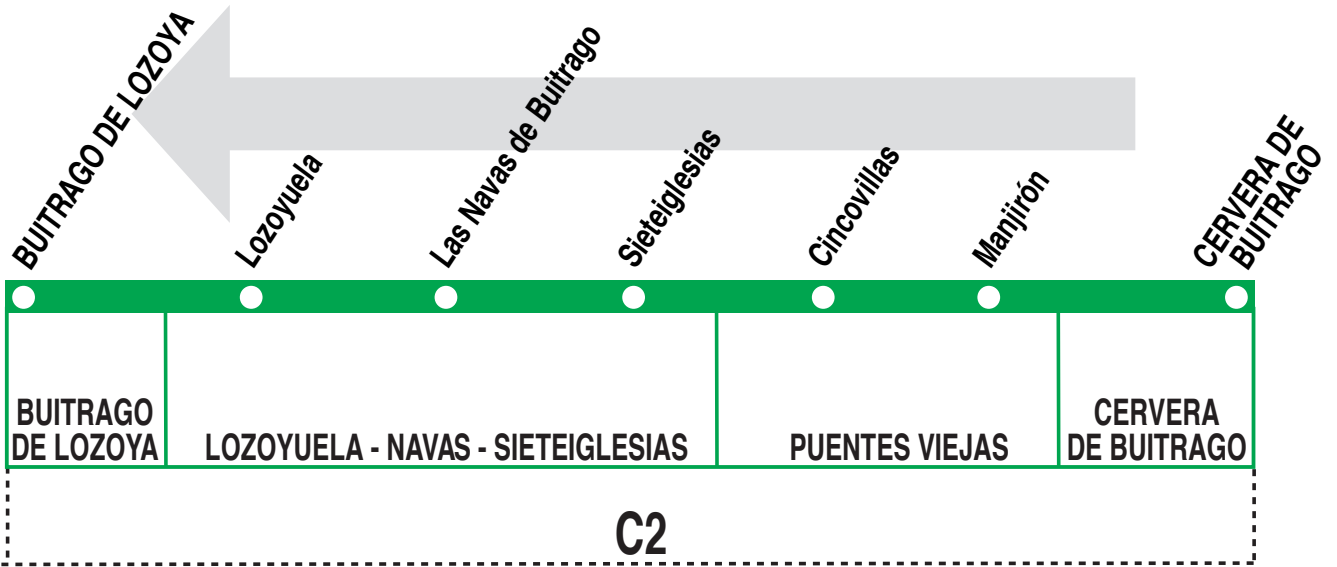 BUITRAGO DE LOZOYA
Lozoyuela
Las Navas de Buitrago
Sieteiglesias
Cincovillas
Manjirón
CERVERA DE
BUITRAGO
BUITRAGO
DE LOZOYA
LOZOYUELA - NAVAS - SIETEIGLESIAS
PUENTES VIEJAS
CERVERA
DE BUITRAGO
C2